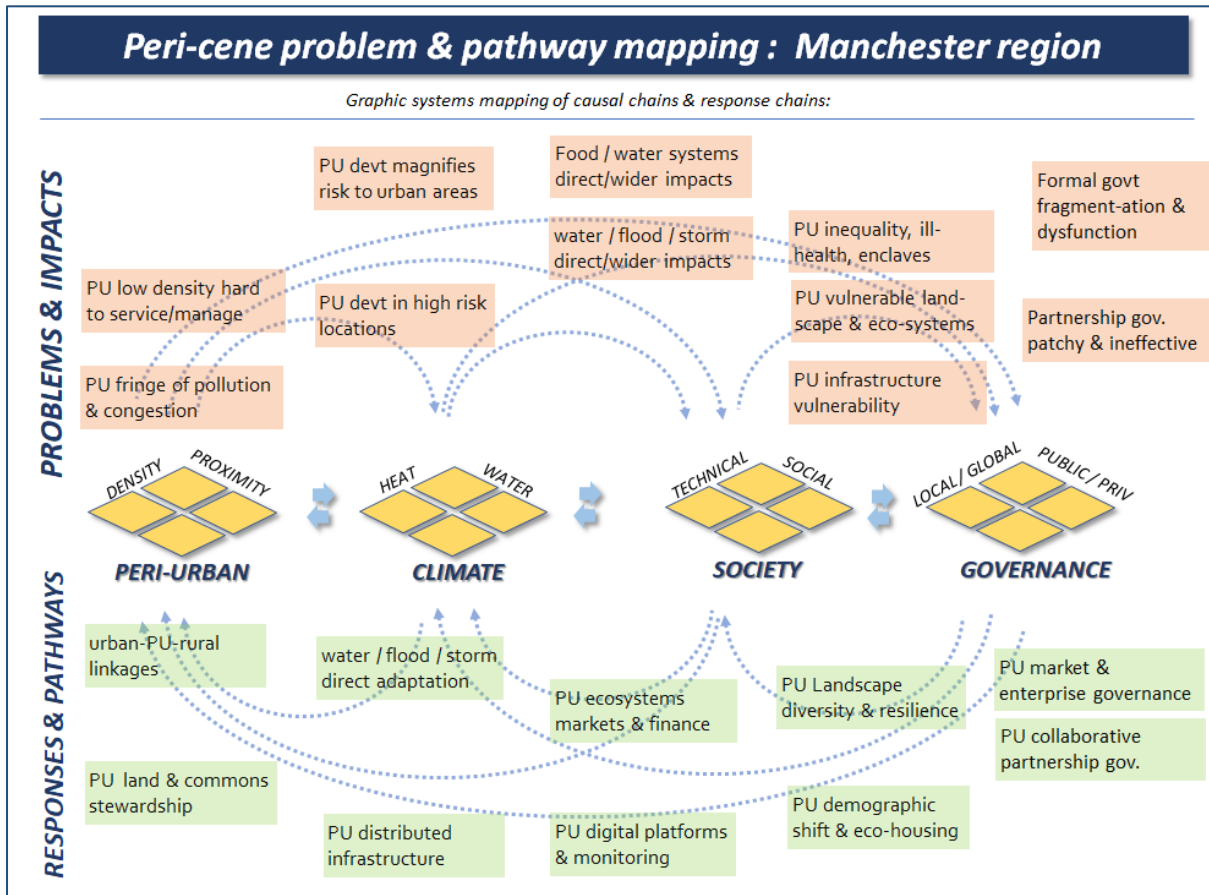 Peri-cene problem & pathway mapping : Manchester region
Graphic systems mapping of causal chains & response chains:
PROBLEMS & IMPACTS
PU devt magnifies
risk to urban areas
Food / water systems
direct/wider impacts
Formal govt
fragment-ation &
dysfunction
PU inequality, ill-
health, enclaves
water / flood / storm
direct/wider impacts
PU low density hard
to service/manage
PU devt in high risk
locations
PU vulnerable land-
scape & eco-systems
Partnership gov.
patchy & ineffective
PU fringe of pollution
& congestion
PU infrastructure
vulnerability
DENSITY
PROXIMITY
HEAT
WATER
TECHNICAL
SOCIAL
LOCAL / GLOBAL
PUBLIC / PRIV
PERI-URBAN
CLIMATE
SOCIETY
GOVERNANCE
RESPONSES & PATHWAYS
urban-PU-rural
linkages
water / flood / storm
direct adaptation
PU ecosystems
markets & finance
PU Landscape
diversity & resilience
PU market &
enterprise governance
PU collaborative
partnership gov.
PU land & commons
stewardship
PU distributed
infrastructure
PU digital platforms
& monitoring
PU demographic
shift & eco-housing